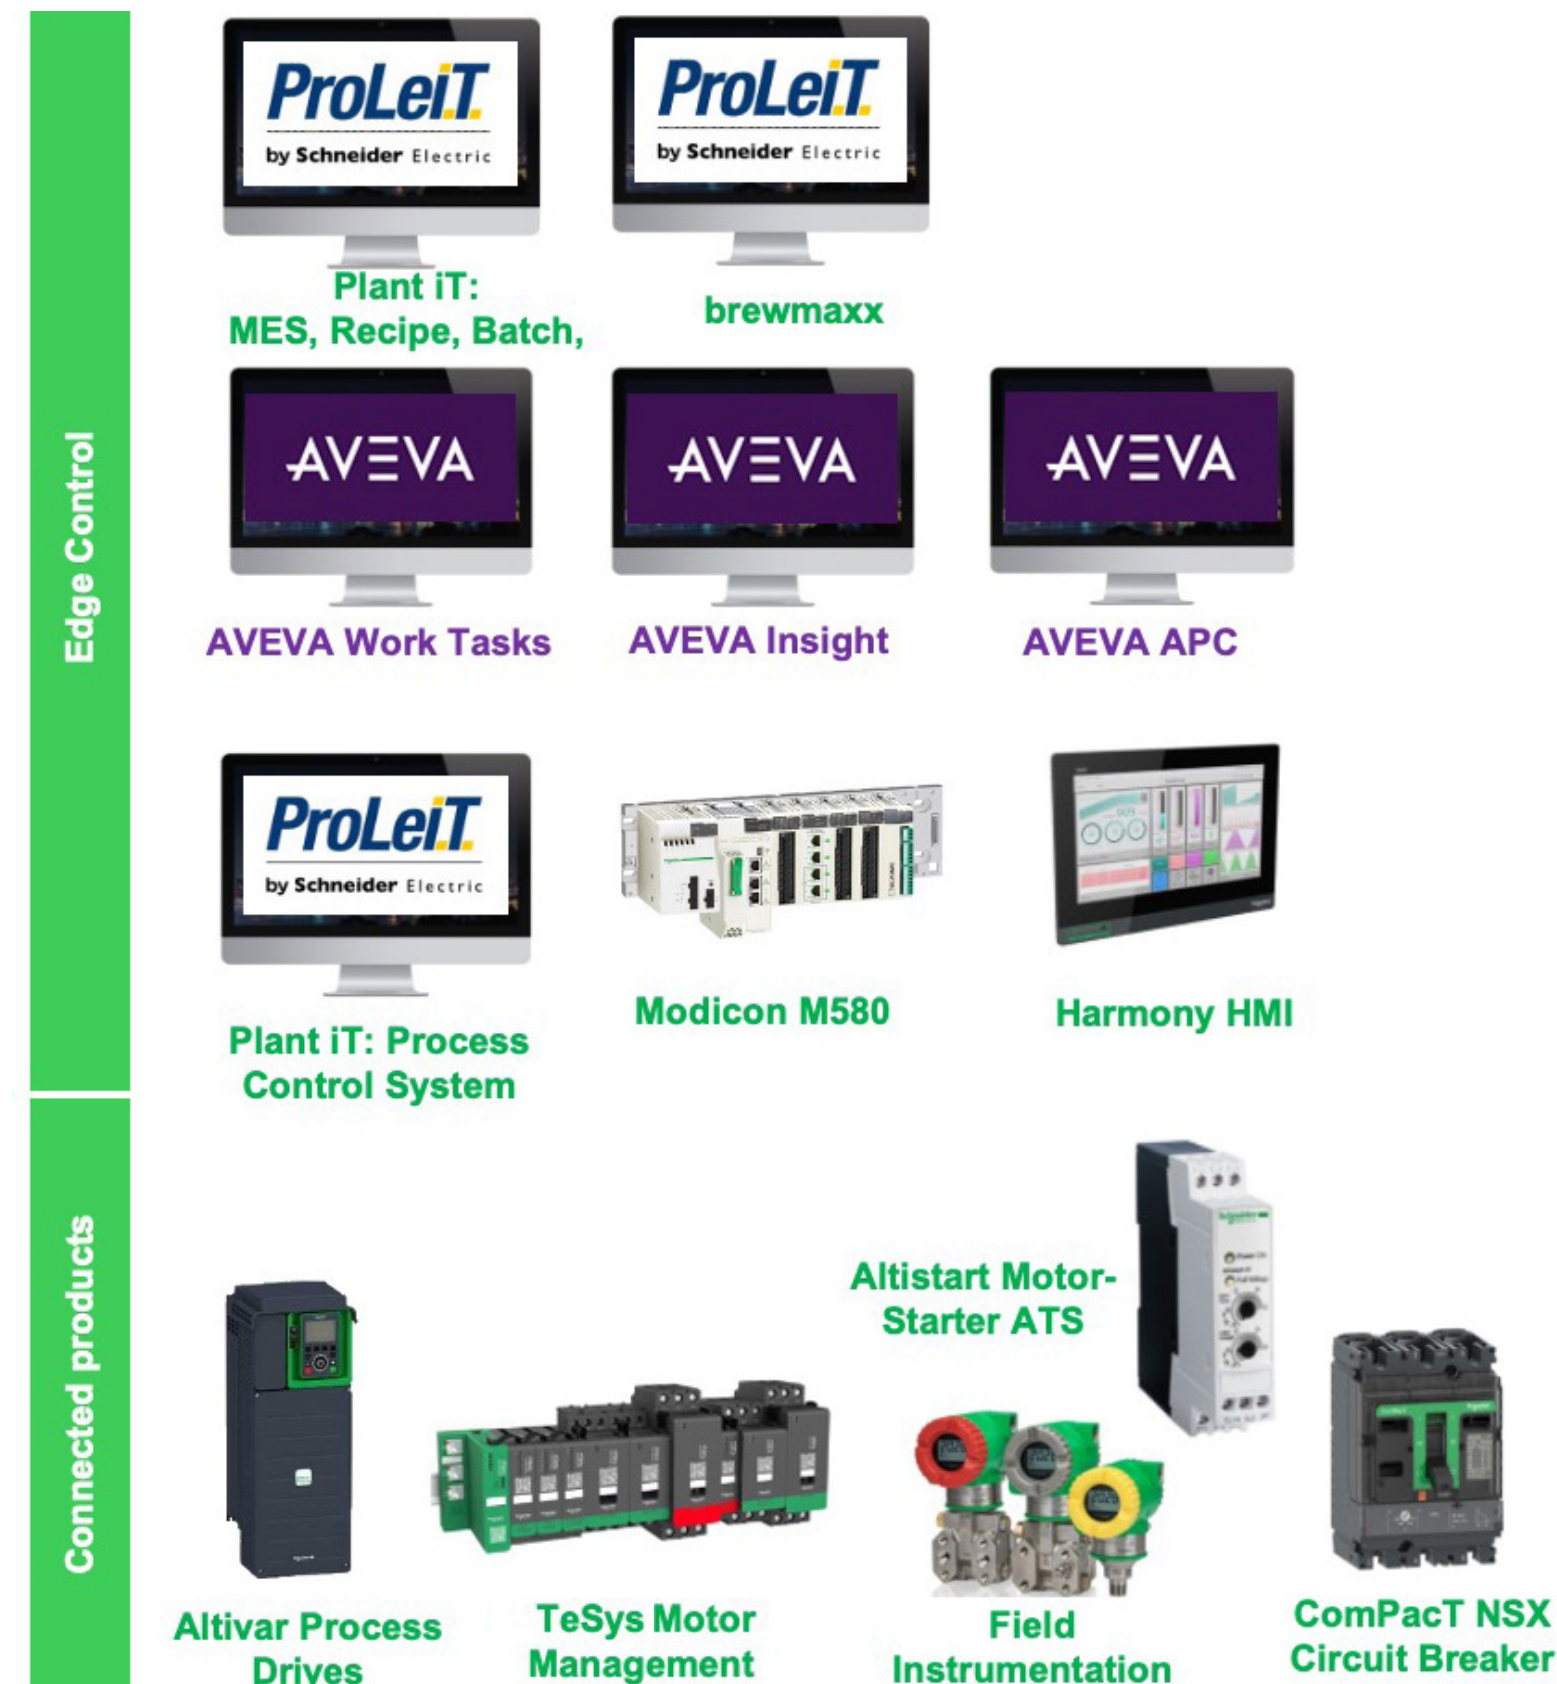 Edge Control
ProLeiT
by Schneider Electric
ProLeiT
by Schneider Electric
Plant iT:
MES, Recipe, Batch,
brewmaxx
AVEVA
AVEVA
AVEVA
AVEVA Work Tasks
AVEVA Insight
AVEVA APC
ProLeiT
by Schneider Electric
Modicon M580
Harmony HMI
Plant iT: Process
Control System
Connected products
Altistart Motor-
Starter ATS
Schneider
Altivar Process
Drives
TeSys Motor
Management
Field
Instrumentation
ComPacT NSX
Circuit Breaker